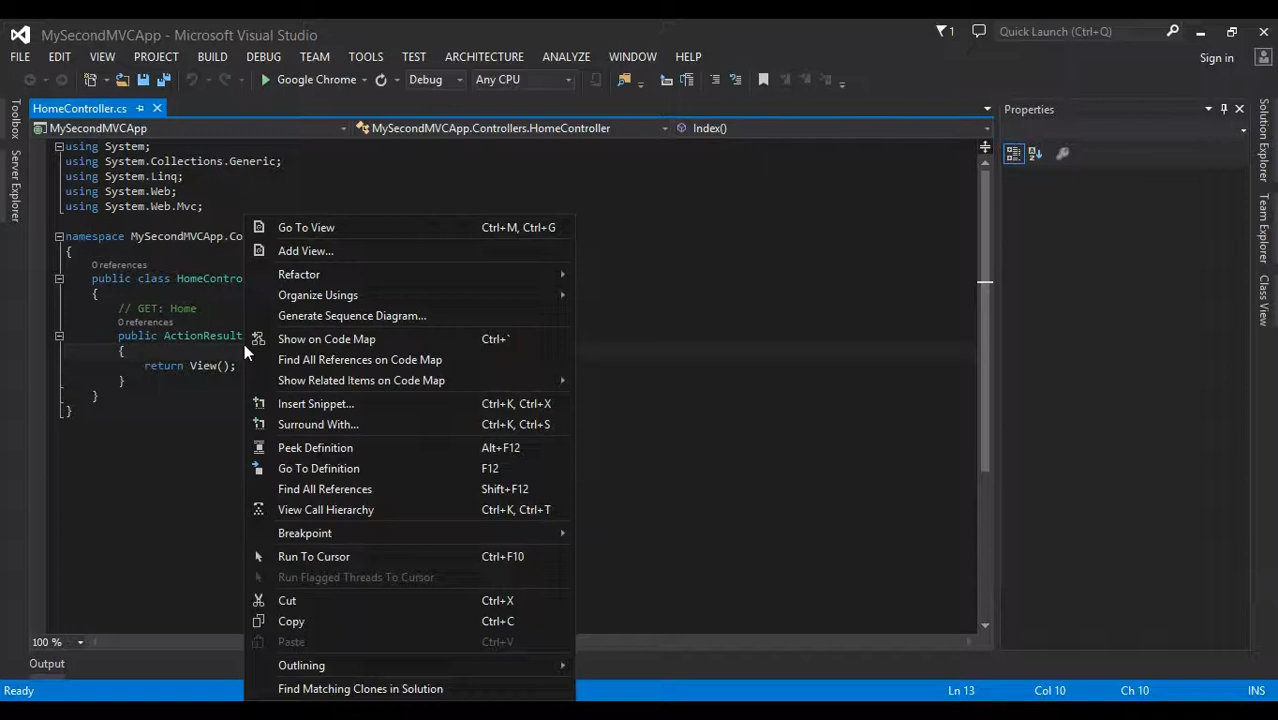 MySecondMVCApp - Microsoft Visual Studio
1
Quick Launch (Ctrl+Q)
FILE EDIT VIEW PROJECT BUILD DEBUG TEAM TOOLS TEST ARCHITECTURE ANALYZE WINDOW HELP
Sign in
Google Chrome Debug Any CPU
HomeController.cs
Properties
MySecondMVCApp MySecondMVCApp.Controllers.HomeController Index()
Toolbox
Server Explorer
Solution Explorer
Team Explorer
Class View
using System;
using System.Collections.Generic;
using System.Linq;
using System.Web;
using System.Web.Mvc;
namespace MySecondMVCApp.Co
{
0 references
public class HomeContro
{
// GET: Home
0 references
public ActionResult
{
return View();
}
}
}
Go To View Ctrl+M, Ctrl+G
Add View...
Refactor
Organize Usings
Generate Sequence Diagram...
Show on Code Map Ctrl+`
Find All References on Code Map
Show Related Items on Code Map
Insert Snippet... Ctrl+K, Ctrl+X
Surround With... Ctrl+K, Ctrl+S
Peek Definition Alt+F12
Go To Definition F12
Find All References Shift+F12
View Call Hierarchy Ctrl+K, Ctrl+T
Breakpoint
Run To Cursor Ctrl+F10
Run Flagged Threads To Cursor
Cut Ctrl+X
Copy Ctrl+C
Paste Ctrl+V
Outlining
Find Matching Clones in Solution
100 %
Output
Ready Ln 13 Col 10 Ch 10 INS